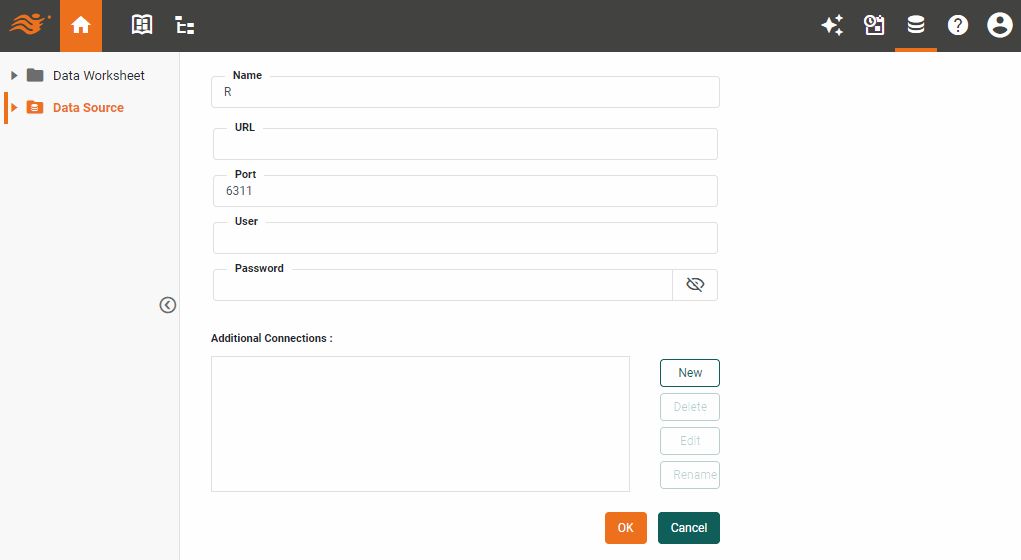 Data Worksheet
Data Source
Name
R
URL
Port
6311
User
Password
Additional Connections :
New
Delete
Edit
Rename
OK
Cancel